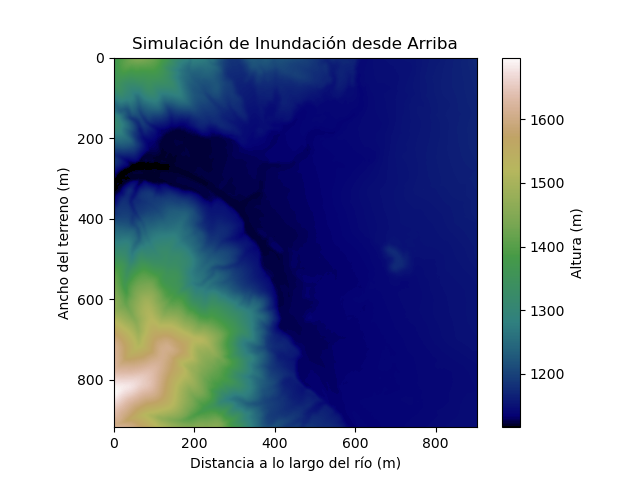 Simulación de Inundación desde Arriba
0
200
400
600
800
Ancho del terreno (m)
0 200 400 600 800
Distancia a lo largo del río (m)
1600
1500
1400
1300
1200
Altura (m)